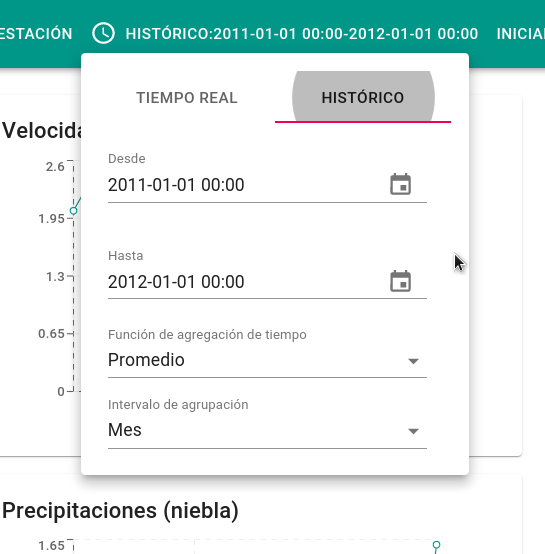 ESTACIÓN HISTÓRICO:2011-01-01 00:00-2012-01-01 00:00 INICIA
TIEMPO REAL HISTÓRICO
Velocida
2.6
1.95
1.3
0.65
0
Desde
2011-01-01 00:00
Hasta
2012-01-01 00:00
Función de agregación de tiempo
Promedio
Intervalo de agrupación
Mes
Precipitaciones (niebla)
1.65